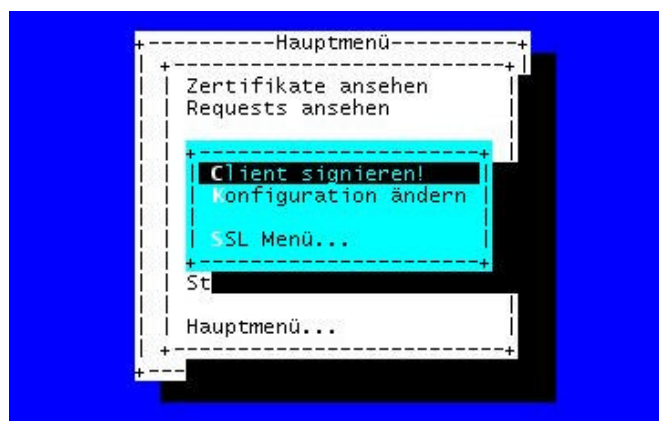 Hauptmenü
Zertifikate ansehen
Requests ansehen
Client signieren!
Konfiguration ändern
SSL Menü...
St
Hauptmenü...